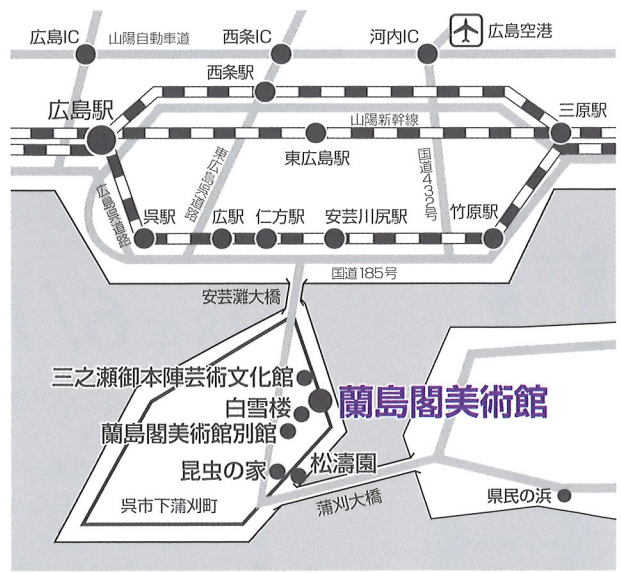 広島IC
山陽自動車道
西条IC
河内IC
広島空港
西条駅
広島駅
山陽新幹線
三原駅
東広島駅
東広島呉道路
国道432号
広島呉道路
呉駅
広駅
仁方駅
安芸川尻駅
竹原駅
国道185号
安芸灘大橋
三之瀬御本陣芸術文化館
蘭島閣美術館
白雪楼
蘭島閣美術館別館
昆虫の家
松濤園
呉市下蒲刈町
蒲刈大橋
県民の浜